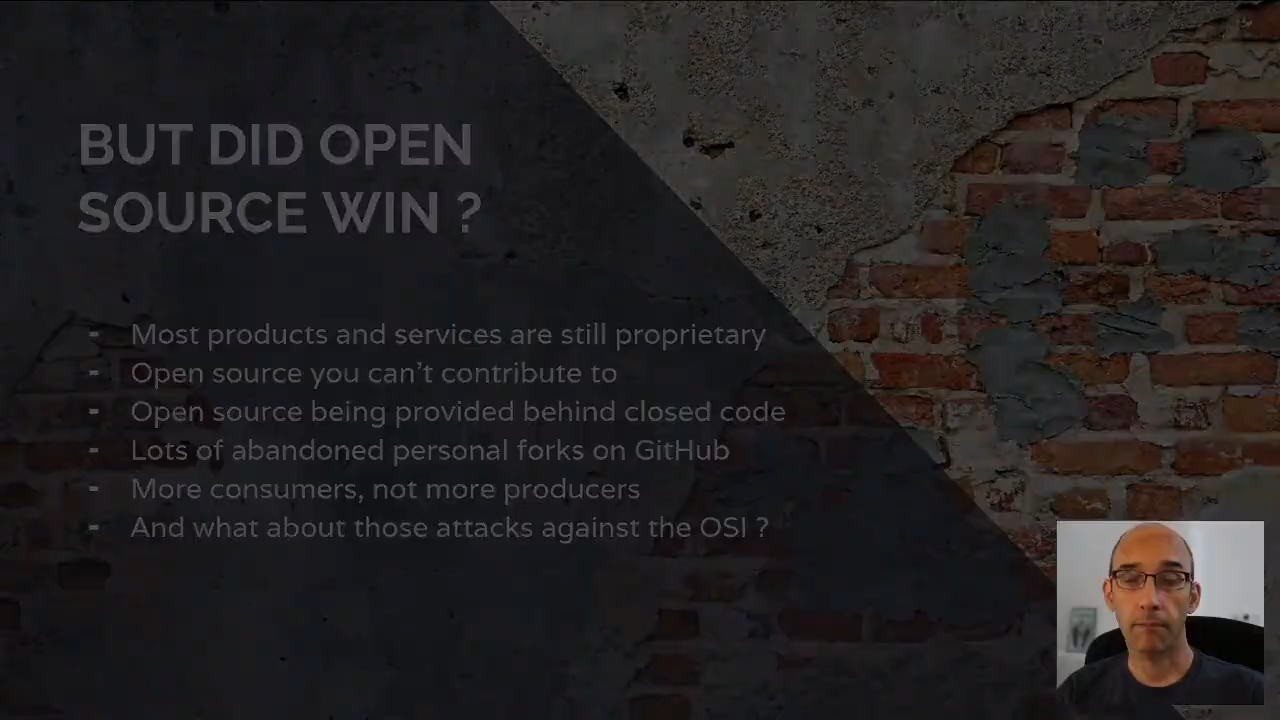 BUT DID OPEN
SOURCE WIN ?
- Most products and services are still proprietary
- Open source you can't contribute to
- Open source being provided behind closed code
- Lots of abandoned personal forks on GitHub
- More consumers, not more producers
- And what about those attacks against the OSI ?